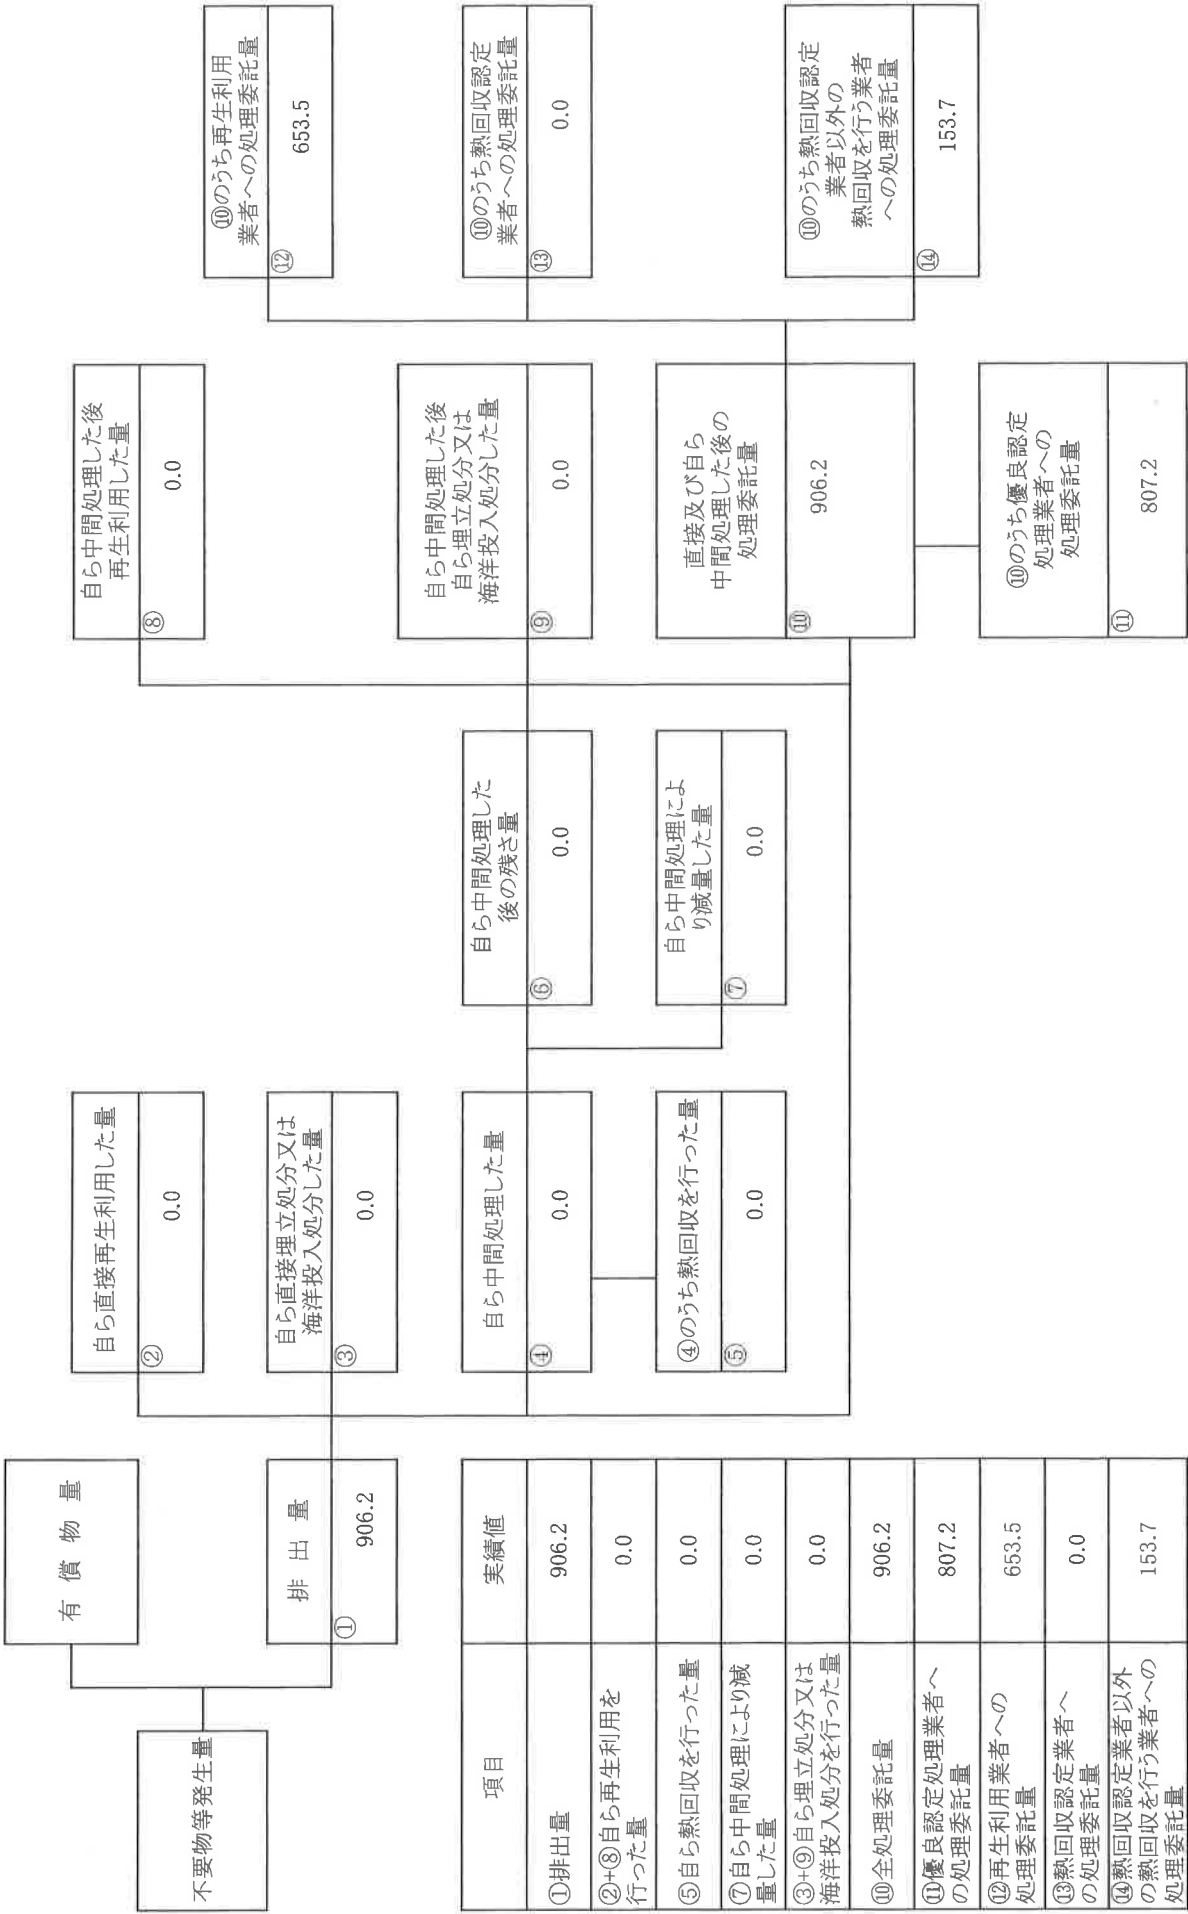 不要物等発生量
有償物量
排出量
①
906.2
自ら直接再生利用した量
②
0.0
自ら直接埋立処分又は
海洋投入処分した量
③
0.0
自ら中間処理した量
④
0.0
④のうち熱回収を行った量
⑤
0.0
自ら中間処理した
後の残さ量
⑥
0.0
自ら中間処理によ
り減量した量
⑦
0.0
自ら中間処理した後
再生利用した量
⑧
0.0
自ら中間処理した後
自ら埋立処分又は
海洋投入処分した量
⑨
0.0
直接及び自ら
中間処理した後の
処理委託量
⑩
906.2
⑩のうち優良認定
処理業者への
処理委託量
⑪
807.2
⑩のうち再生利用
業者への処理委託量
⑫
653.5
⑩のうち熱回収認定
業者への処理委託量
⑬
0.0
⑩のうち熱回収認定
業者以外の
熱回収を行う業者
への処理委託量
⑭
153.7
項目 実績値
①排出量 906.2
②+⑧自ら再生利用を
行った量 0.0
⑤自ら熱回収を行った量 0.0
⑦自ら中間処理により減
量した量 0.0
③+⑨自ら埋立処分又は
海洋投入処分を行った量 0.0
⑩全処理委託量 906.2
⑪優良認定処理業者へ
の処理委託量 807.2
⑫再生利用業者への
処理委託量 653.5
⑬熱回収認定業者へ
の処理委託量 0.0
⑭熱回収認定業者以外
の熱回収を行う業者への
処理委託量 153.7